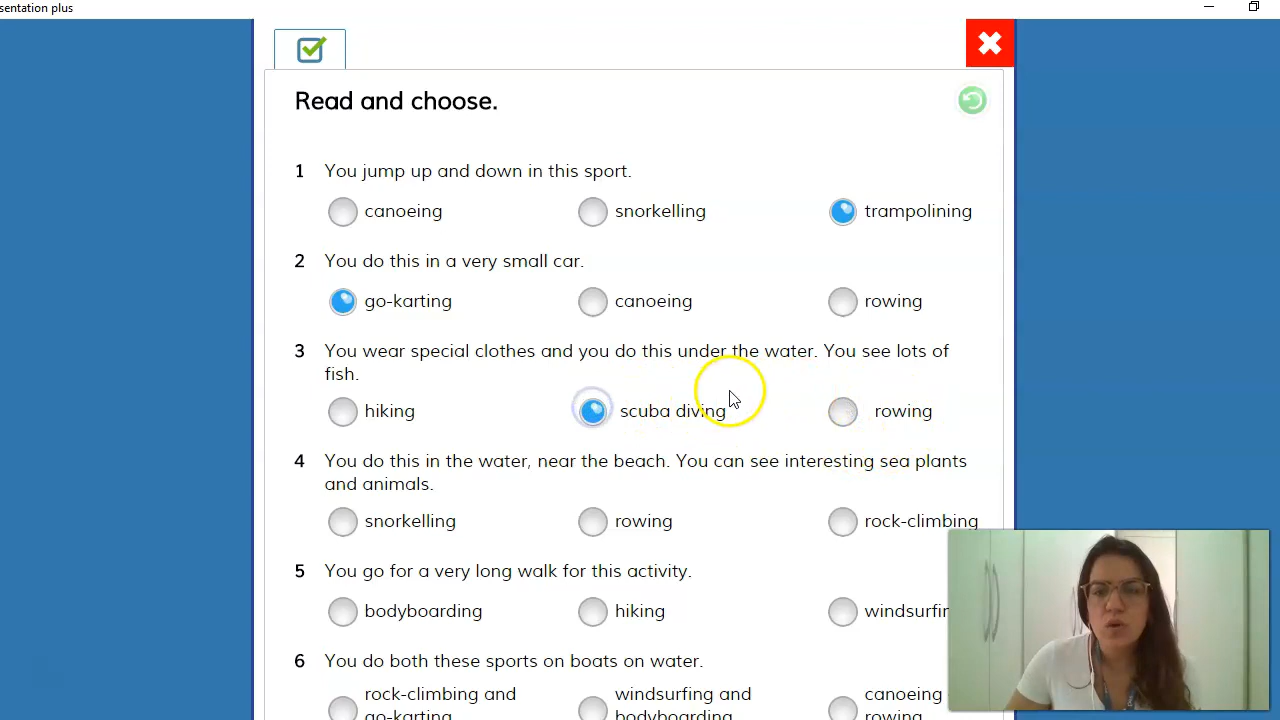 sentation plus
Read and choose.
1 You jump up and down in this sport.
canoeing snorkelling trampolining
2 You do this in a very small car.
go-karting canoeing rowing
3 You wear special clothes and you do this under the water. You see lots of
fish.
hiking scuba diving rowing
4 You do this in the water, near the beach. You can see interesting sea plants
and animals.
snorkelling rowing rock-climbing
5 You go for a very long walk for this activity.
bodyboarding hiking windsurfin
6 You do both these sports on boats on water.
rock-climbing and windsurfing and canoeing
go-karting bodyboarding rowing